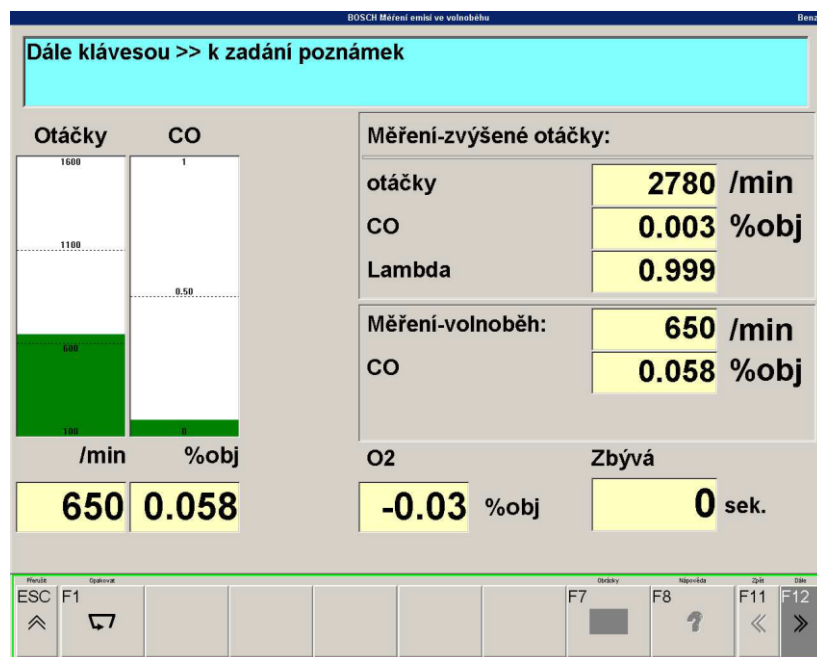 BOSCH Měření emisí ve volnoběhu
Benz
Dále klávesou >> k zadání poznámek
Otáčky CO
1600 1
1100
0.50
600
100 0
/min %obj
650 0.058
Měření-zvýšené otáčky:
otáčky 2780 /min
CO 0.003 %obj
Lambda 0.999
Měření-volnoběh: 650 /min
CO 0.058 %obj
O2 Zbývá
-0.03 %obj 0 sek.
Přerušit Opakovat Obrázky Nápověda Zpět Dále
ESC F1 F7 F8 F11 F12